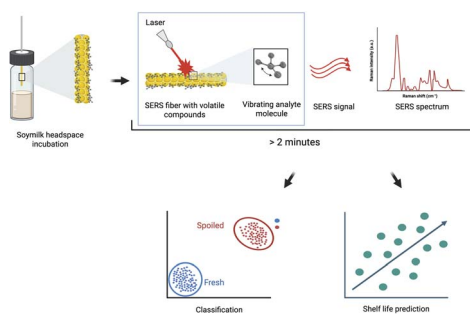 Laser
SERS fiber with volatile
compounds
Vibrating analyte
molecule
SERS signal
Raman intensity (a.u.)
Raman shift (cm⁻¹)
SERS spectrum
Soymilk headspace
incubation
> 2 minutes
Spoiled
Fresh
Classification
Shelf life prediction